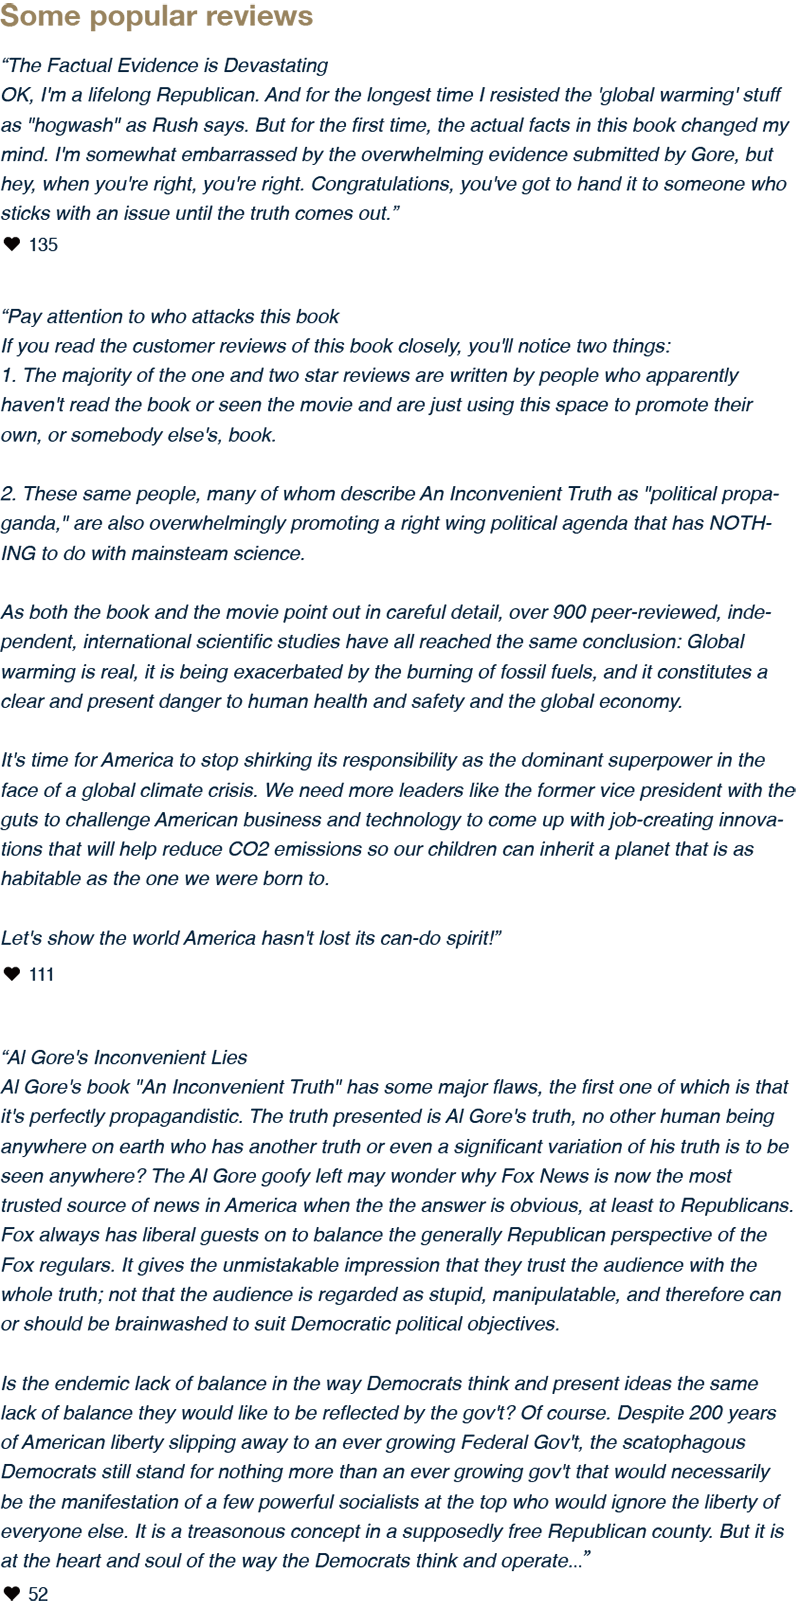 Some popular reviews
“The Factual Evidence is Devastating
OK, I'm a lifelong Republican. And for the longest time I resisted the 'global warming' stuff
as "hogwash" as Rush says. But for the first time, the actual facts in this book changed my
mind. I'm somewhat embarrassed by the overwhelming evidence submitted by Gore, but
hey, when you're right, you're right. Congratulations, you've got to hand it to someone who
sticks with an issue until the truth comes out.”
♥ 135
“Pay attention to who attacks this book
If you read the customer reviews of this book closely, you'll notice two things:
1. The majority of the one and two star reviews are written by people who apparently
haven't read the book or seen the movie and are just using this space to promote their
own, or somebody else's, book.
2. These same people, many of whom describe An Inconvenient Truth as "political propa-
ganda," are also overwhelmingly promoting a right wing political agenda that has NOTH-
ING to do with mainsteam science.
As both the book and the movie point out in careful detail, over 900 peer-reviewed, inde-
pendent, international scientific studies have all reached the same conclusion: Global
warming is real, it is being exacerbated by the burning of fossil fuels, and it constitutes a
clear and present danger to human health and safety and the global economy.
It's time for America to stop shirking its responsibility as the dominant superpower in the
face of a global climate crisis. We need more leaders like the former vice president with the
guts to challenge American business and technology to come up with job-creating innova-
tions that will help reduce CO2 emissions so our children can inherit a planet that is as
habitable as the one we were born to.
Let's show the world America hasn't lost its can-do spirit!”
♥ 111
“Al Gore's Inconvenient Lies
Al Gore's book "An Inconvenient Truth" has some major flaws, the first one of which is that
it's perfectly propagandistic. The truth presented is Al Gore's truth, no other human being
anywhere on earth who has another truth or even a significant variation of his truth is to be
seen anywhere? The Al Gore goofy left may wonder why Fox News is now the most
trusted source of news in America when the the answer is obvious, at least to Republicans.
Fox always has liberal guests on to balance the generally Republican perspective of the
Fox regulars. It gives the unmistakable impression that they trust the audience with the
whole truth; not that the audience is regarded as stupid, manipulatable, and therefore can
or should be brainwashed to suit Democratic political objectives.
Is the endemic lack of balance in the way Democrats think and present ideas the same
lack of balance they would like to be reflected by the gov't? Of course. Despite 200 years
of American liberty slipping away to an ever growing Federal Gov't, the scatophagous
Democrats still stand for nothing more than an ever growing gov't that would necessarily
be the manifestation of a few powerful socialists at the top who would ignore the liberty of
everyone else. It is a treasonous concept in a supposedly free Republican county. But it is
at the heart and soul of the way the Democrats think and operate...”
♥ 52